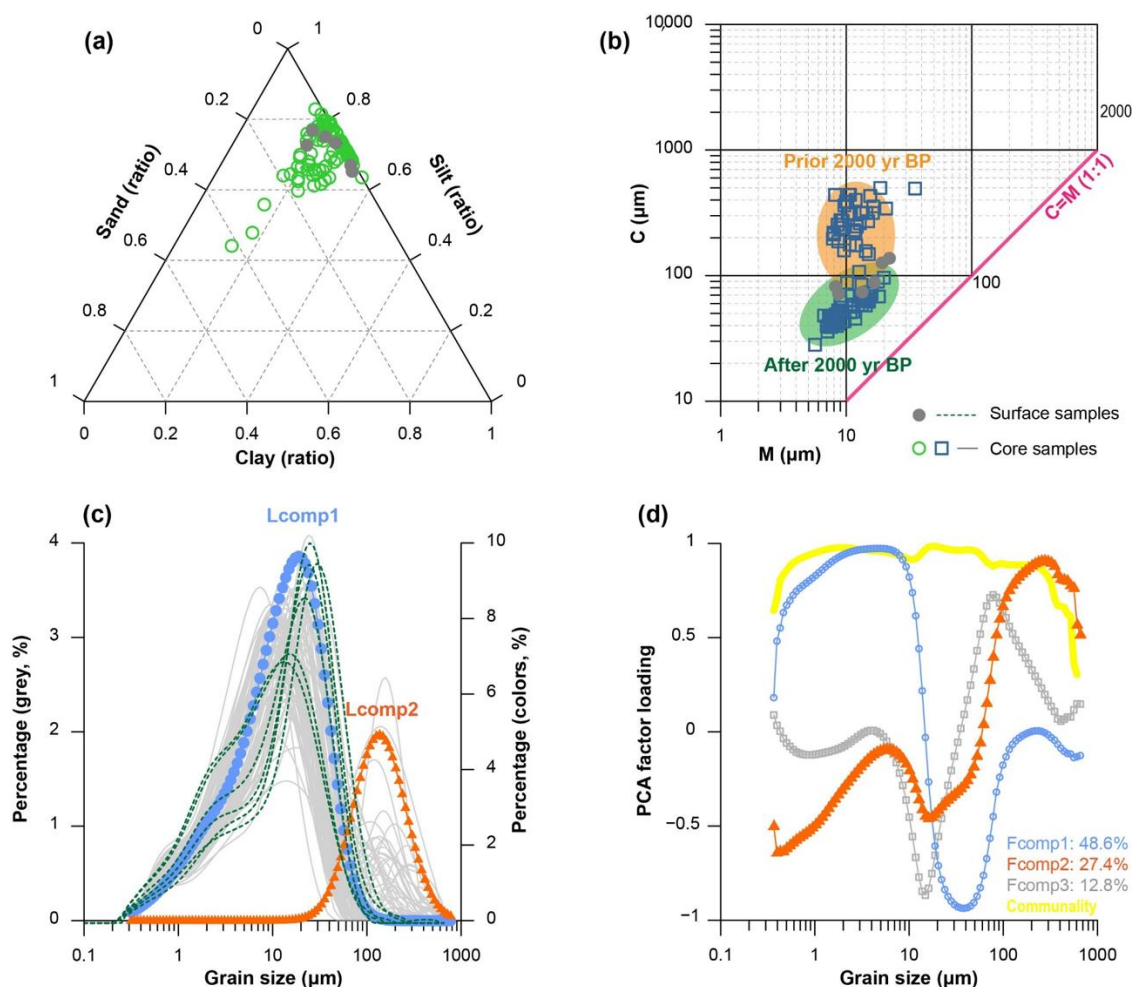 (a)
0
1
0.2
0.8
0.4
0.6
0.6
0.4
0.8
0.2
1
0
Sand (ratio)
Silt (ratio)
0
0.2
0.4
0.6
0.8
1
Clay (ratio)
(b)
10,000
1000
100
10
C (μm)
2000
Prior 2000 yr BP
C=M (1:1)
100
After 2000 yr BP
1
10
M (μm)
Surface samples
Core samples
(c)
Lcomp1
Lcomp2
4
3
2
1
0
Percentage (grey, %)
10
8
6
4
2
0
Percentage (colors, %)
0.1
1
10
100
1000
Grain size (μm)
(d)
1
0.5
0
−0.5
−1
PCA factor loading
Fcomp1: 48.6%
Fcomp2: 27.4%
Fcomp3: 12.8%
Communality
0.1
1
10
100
1000
Grain size (μm)